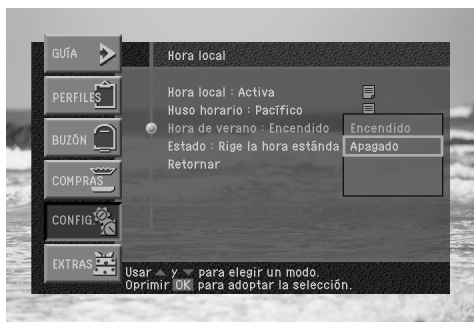 GUÍA
PERFILES
BUZÓN
COMPRAS
CONFIG.
EXTRAS
Hora local
Hora local : Activa
Huso horario : Pacífico
Hora de verano : Encendido
Estado : Rige la hora estánda
Retornar
Encendido
Apagado
Usar y para elegir un modo.
Oprimir OK para adoptar la selección.